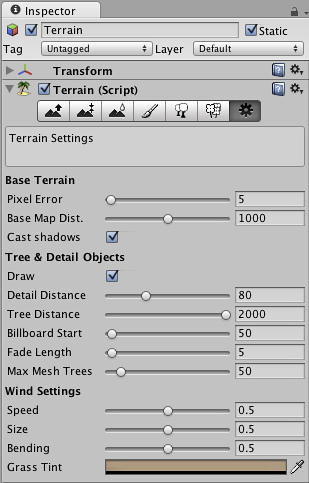 Inspector
Terrain Static
Tag Untagged Layer Default
Transform
Terrain (Script)
Terrain Settings
Base Terrain
Pixel Error 5
Base Map Dist. 1000
Cast shadows
Tree & Detail Objects
Draw
Detail Distance 80
Tree Distance 2000
Billboard Start 50
Fade Length 5
Max Mesh Trees 50
Wind Settings
Speed 0.5
Size 0.5
Bending 0.5
Grass Tint